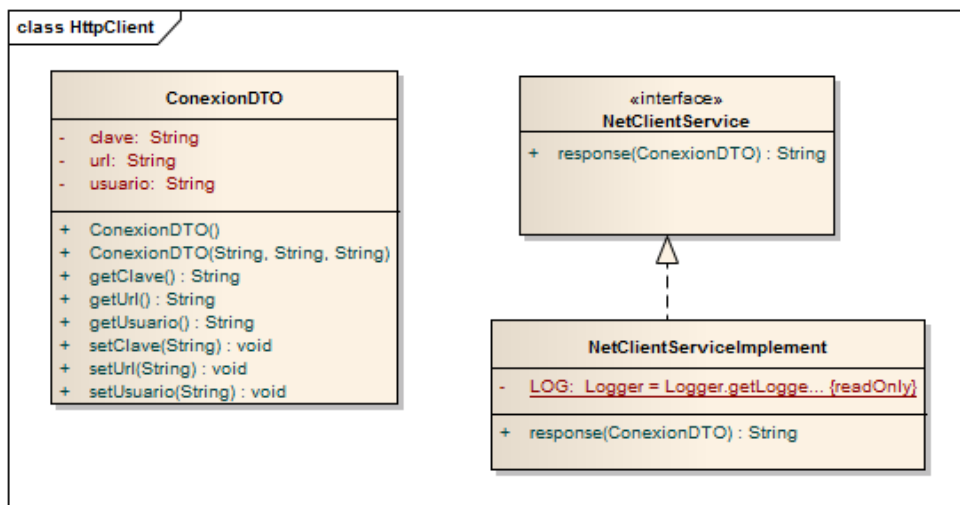 class HttpClient
ConexionDTO
- clave: String
- url: String
- usuario: String
+ ConexionDTO()
+ ConexionDTO(String, String, String)
+ getClave() : String
+ getUrl() : String
+ getUsuario() : String
+ setClave(String) : void
+ setUrl(String) : void
+ setUsuario(String) : void
«interface»
NetClientService
+ response(ConexionDTO) : String
NetClientServiceImplement
- LOG: Logger = Logger.getLogge... {readOnly}
+ response(ConexionDTO) : String